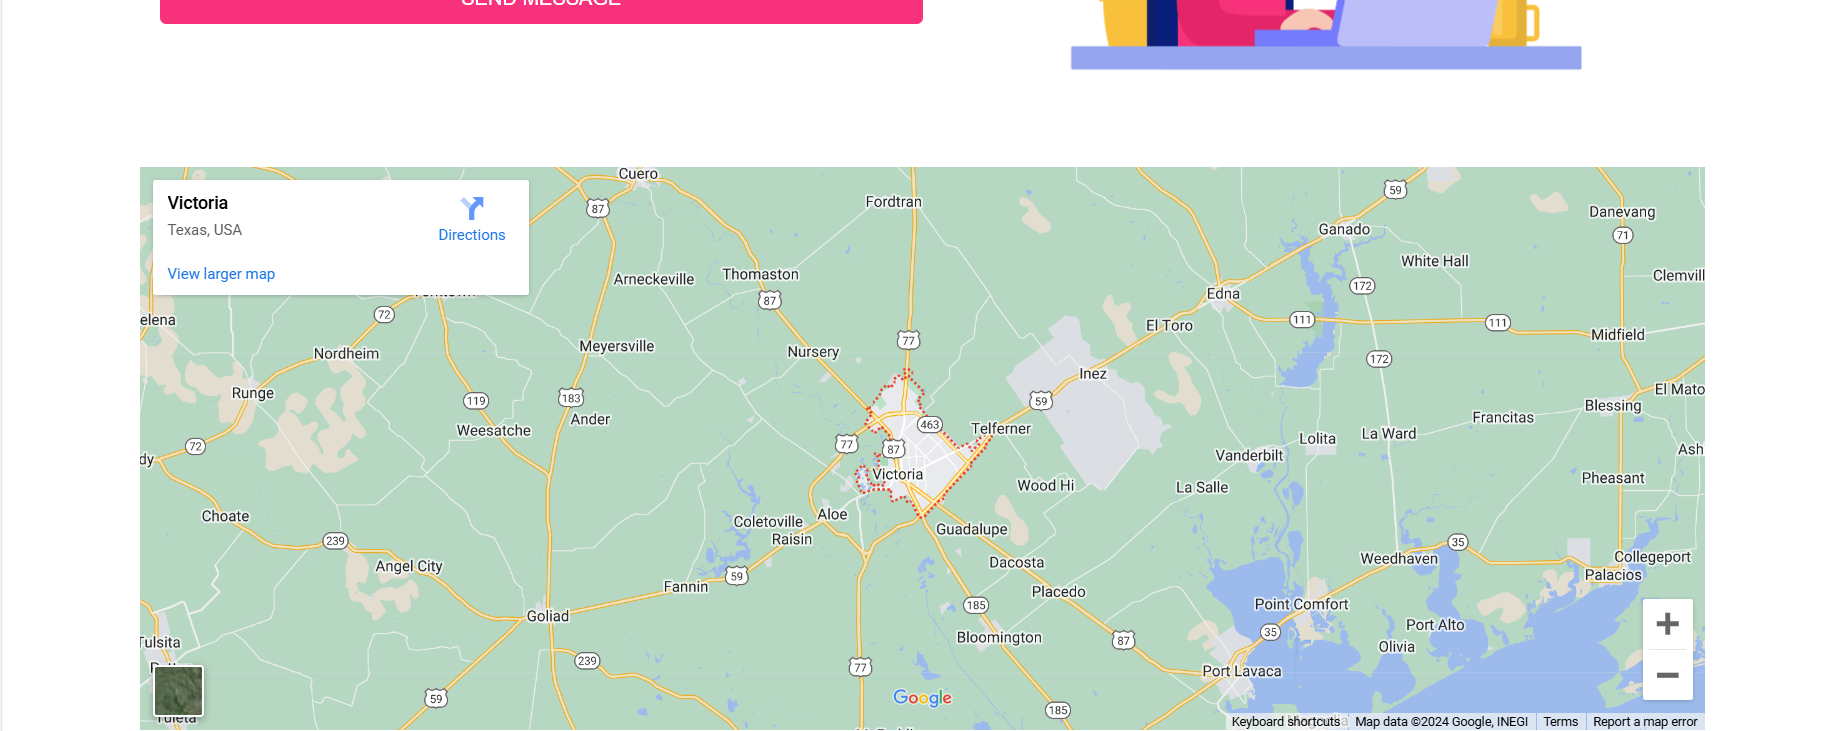 SEND MESSAGE
Victoria
Texas, USA
Directions
View larger map
Cuero
Fordtran
59
Danevang
87
Ganado
71
White Hall
Arneckeville
Thomaston
Clemvill
172
Edna
87
72
elena
111
111
El Toro
Midfield
77
Nordheim
Meyersville
Nursery
172
Inez
Runge
El Mato
119
183
59
Blessing
Ander
Francitas
463
Telferner
Weesatche
La Ward
Lolita
72
77
87
Ash
dy
Vanderbilt
Victoria
Pheasant
Wood Hi
La Salle
Choate
Aloe
Coletoville
Guadalupe
239
Raisin
35
Collegeport
Angel City
Dacosta
Weedhaven
Palacios
59
Fannin
Placedo
185
Point Comfort
Goliad
Port Alto
35
Tulsita
Bloomington
87
Olivia
239
77
Port Lavaca
59
Google
185
Tuleta
Keyboard shortcuts
Map data ©2024 Google, INEGI
Terms
Report a map error